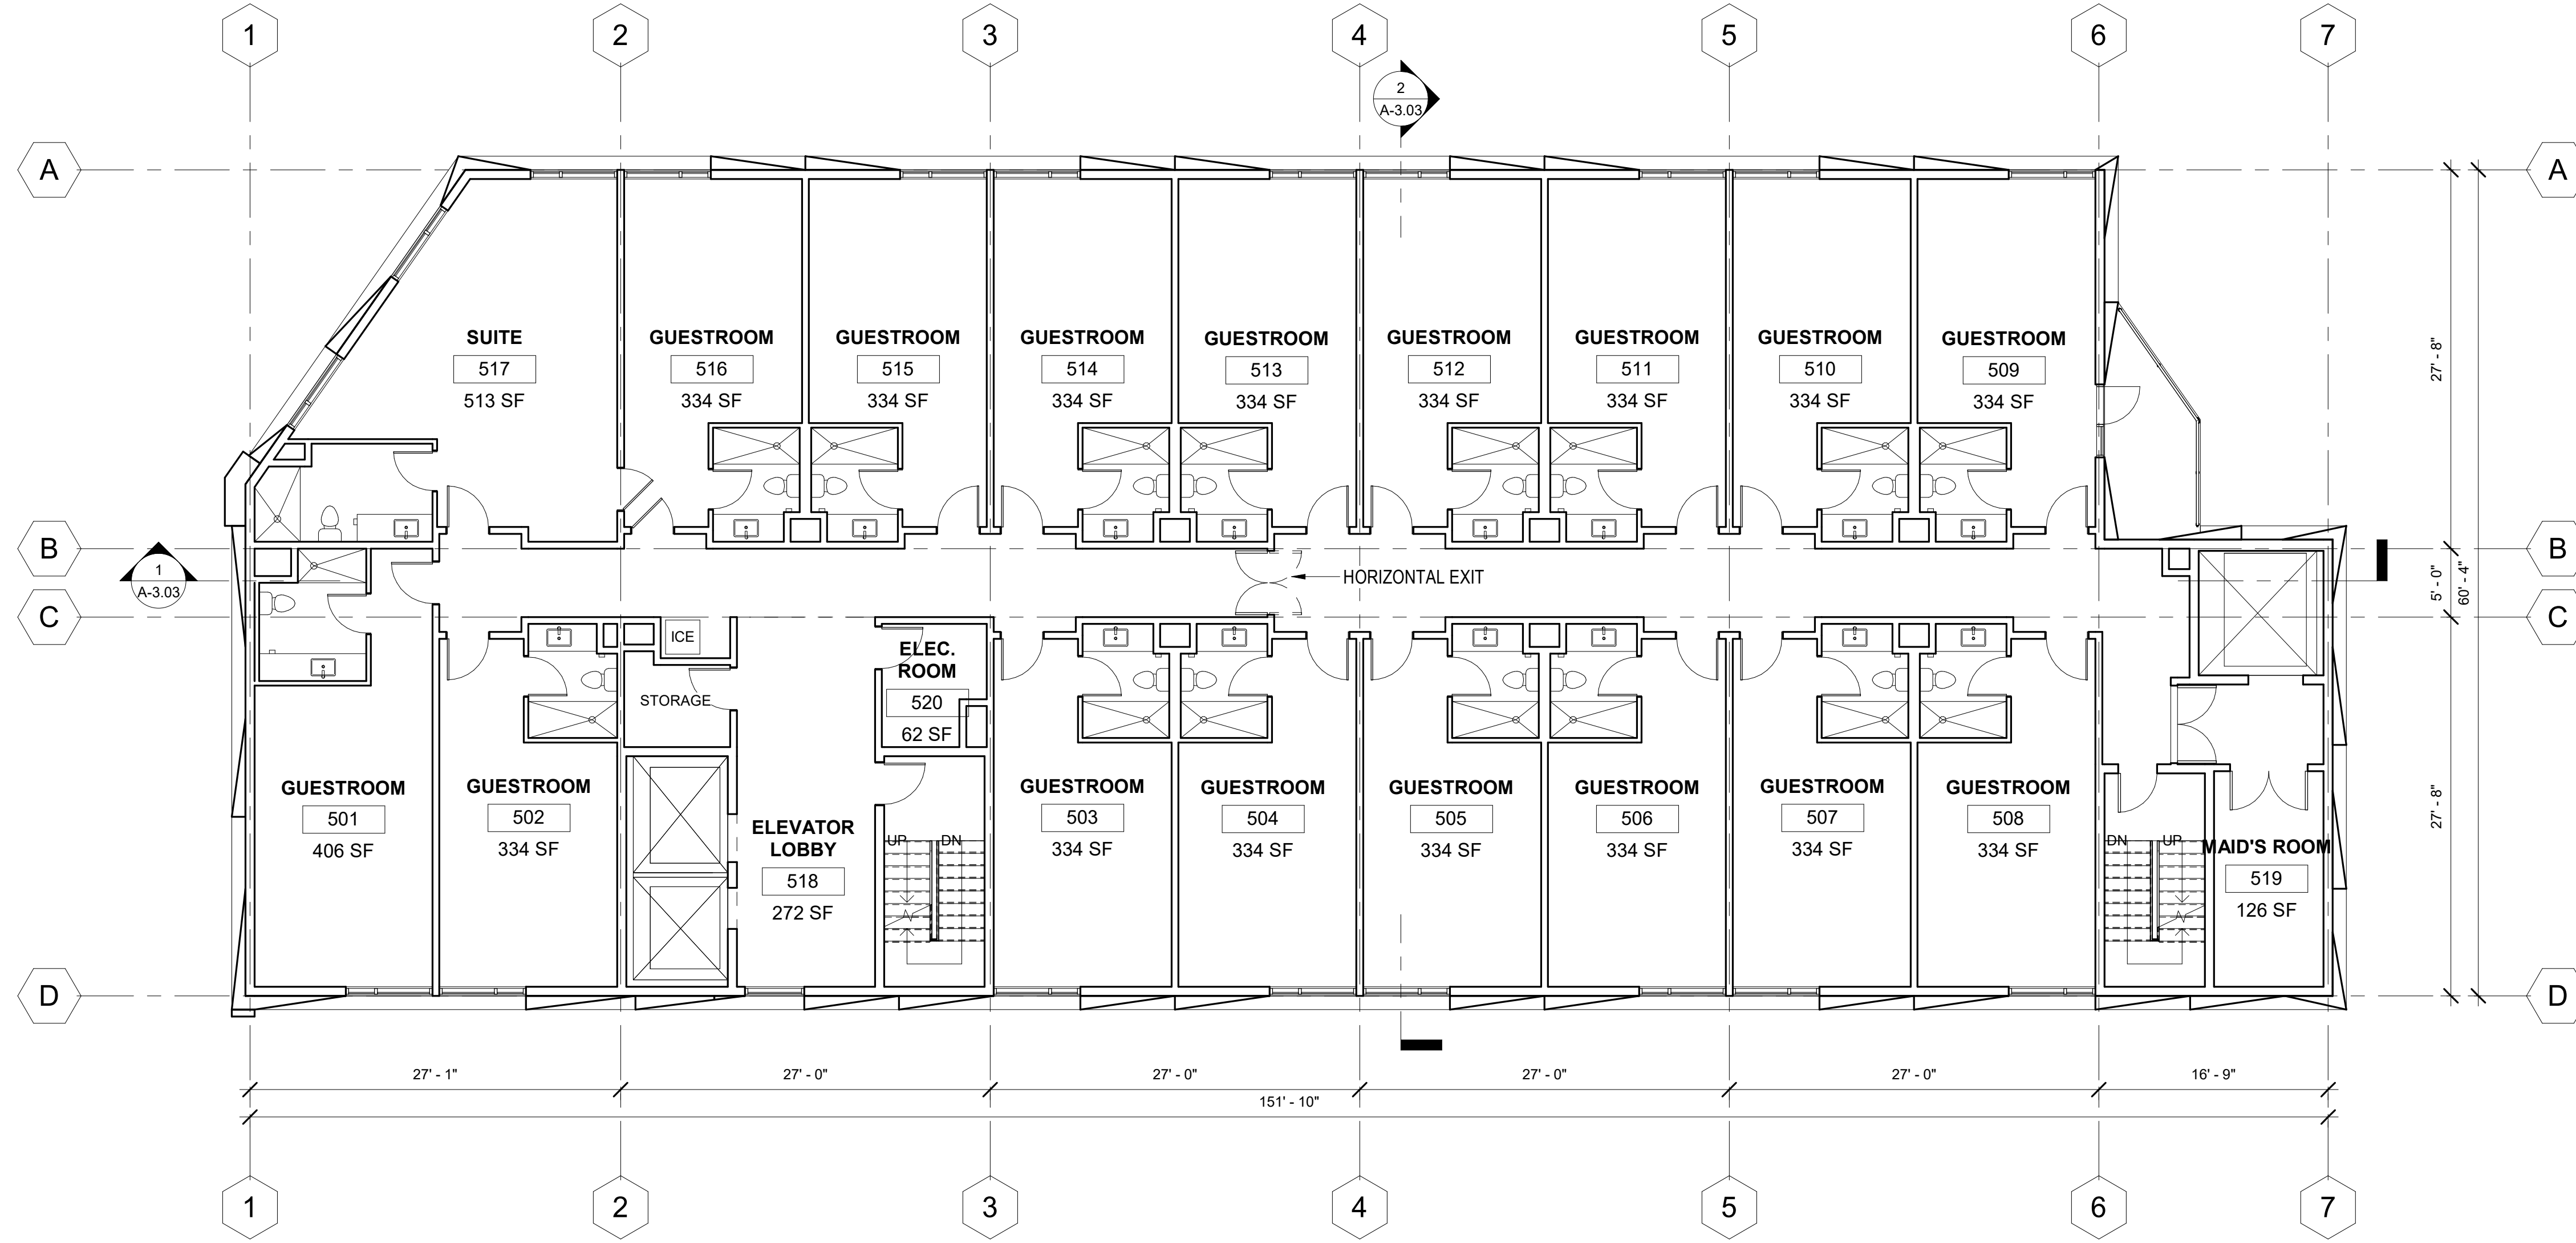 1 2 3 4 5 6 7
2
A-3.03
A A
SUITE
517
513 SF
GUESTROOM
516
334 SF
GUESTROOM
515
334 SF
GUESTROOM
514
334 SF
GUESTROOM
513
334 SF
GUESTROOM
512
334 SF
GUESTROOM
511
334 SF
GUESTROOM
510
334 SF
GUESTROOM
509
334 SF
27' - 8"
B B
1
A-3.03
HORIZONTAL EXIT
5' - 0"
60' - 4"
C C
ICE
STORAGE
ELEC.
ROOM
520
62 SF
GUESTROOM
501
406 SF
GUESTROOM
502
334 SF
ELEVATOR
LOBBY
518
272 SF
UP DN
GUESTROOM
503
334 SF
GUESTROOM
504
334 SF
GUESTROOM
505
334 SF
GUESTROOM
506
334 SF
GUESTROOM
507
334 SF
GUESTROOM
508
334 SF
DN UP
MAID'S ROOM
519
126 SF
27' - 8"
D D
27' - 1" 27' - 0" 27' - 0" 27' - 0" 27' - 0" 16' - 9"
151' - 10"
1 2 3 4 5 6 7